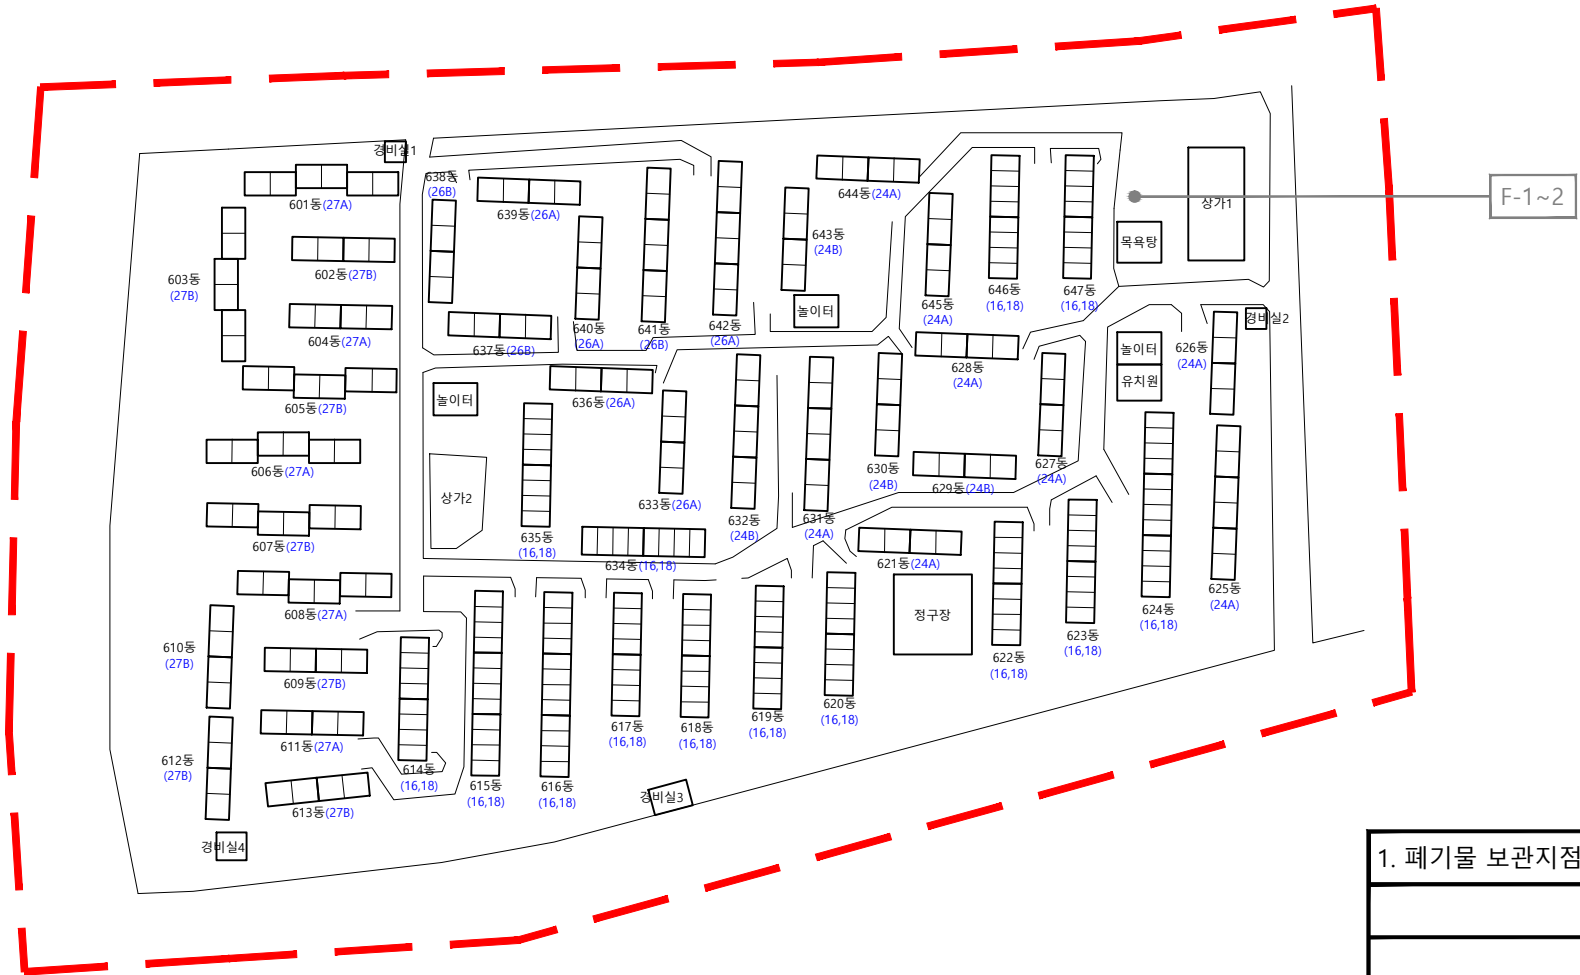 경비실1
601동(27A)
602동(27B)
603동
(27B)
604동(27A)
605동(27B)
606동(27A)
607동(27B)
608동(27A)
610동
(27B)
609동(27B)
611동(27A)
612동
(27B)
613동(27B)
경비실4
614동
(16,18)
638동
(26B)
639동(26A)
637동(26B)
640동
(26A)
641동
(26B)
642동
(26A)
643동
(24B)
644동(24A)
놀이터
645동
(24A)
646동
(16,18)
647동
(16,18)
상가1
목욕탕
F-1~2
경비실2
놀이터
유치원
626동
(24A)
628동
(24A)
627동
(24A)
629동(24B)
630동
(24B)
631동
(24A)
632동
(24B)
633동(26A)
636동(26A)
놀이터
상가2
635동
(16,18)
634동(16,18)
621동(24A)
정구장
622동
(16,18)
623동
(16,18)
624동
(16,18)
625동
(24A)
615동
(16,18)
616동
(16,18)
617동
(16,18)
618동
(16,18)
619동
(16,18)
620동
(16,18)
경비실3
1. 폐기물 보관지점